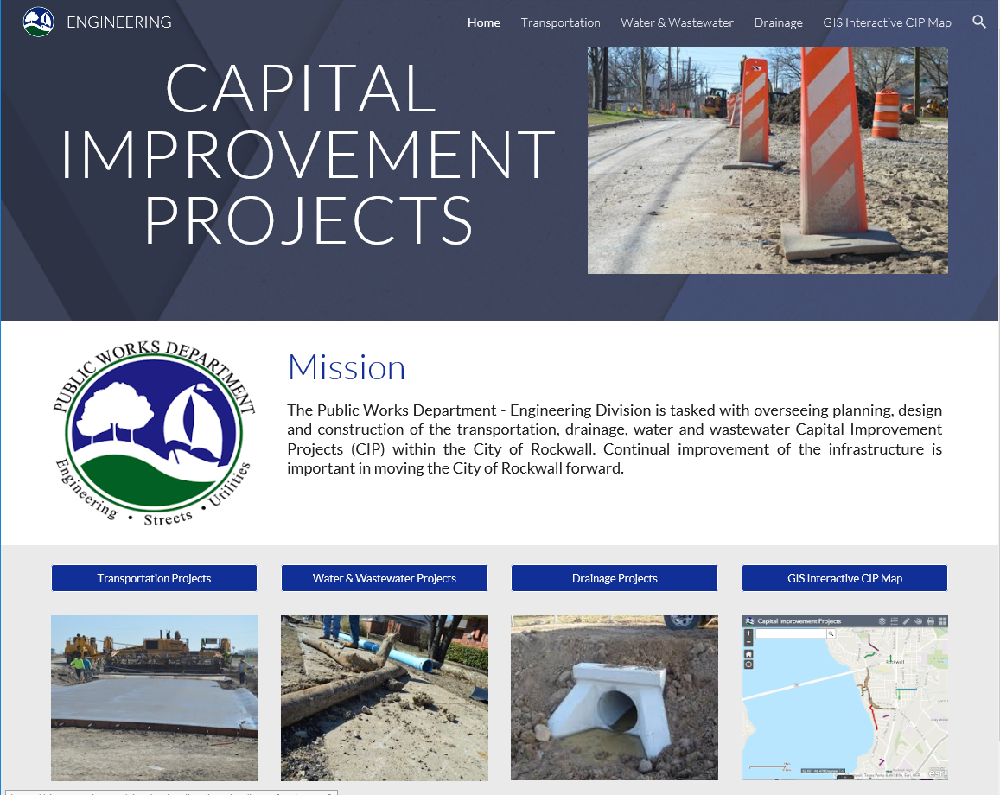 ENGINEERING
Home Transportation Water & Wastewater Drainage GIS Interactive CIP Map
CAPITAL
IMPROVEMENT
PROJECTS
PUBLIC WORKS DEPARTMENT
Engineering • Streets • Utilities
Mission
The Public Works Department - Engineering Division is tasked with overseeing planning, design
and construction of the transportation, drainage, water and wastewater Capital Improvement
Projects (CIP) within the City of Rockwall. Continual improvement of the infrastructure is
important in moving the City of Rockwall forward.
Transportation Projects
Water & Wastewater Projects
Drainage Projects
GIS Interactive CIP Map
Capital Improvement Projects
Rockwall
esri